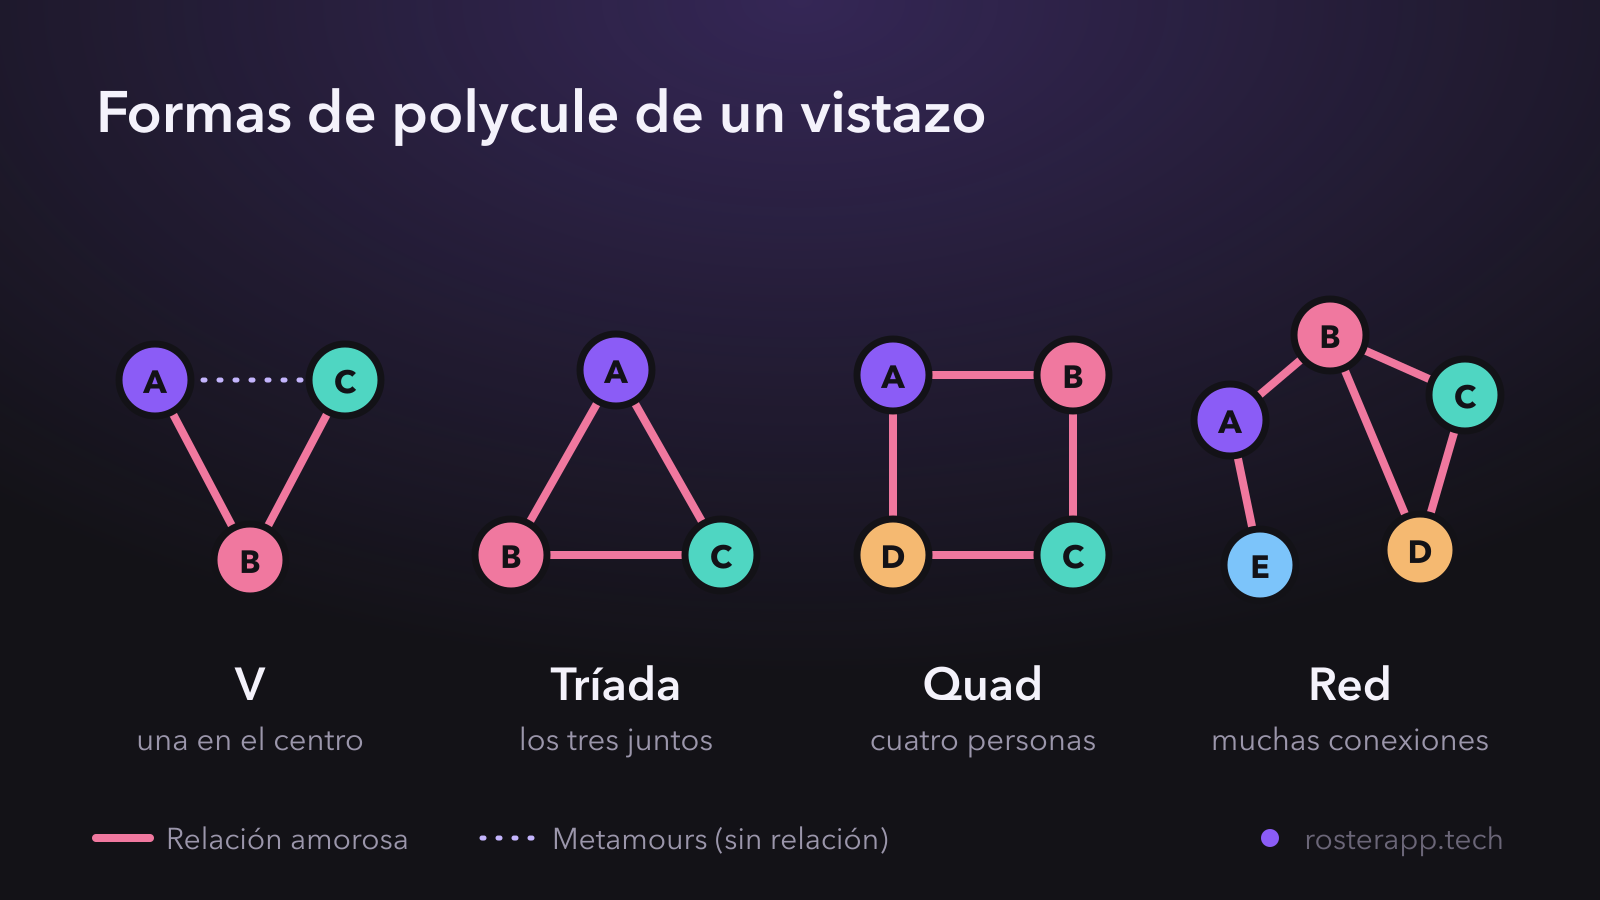 Formas de polycule de un vistazo
A
C
B
A
B
C
A
B
D
C
B
A
C
E
D
V
una en el centro
Tríada
los tres juntos
Quad
cuatro personas
Red
muchas conexiones
Relación amorosa
Metamours (sin relación)
rosterapp.tech